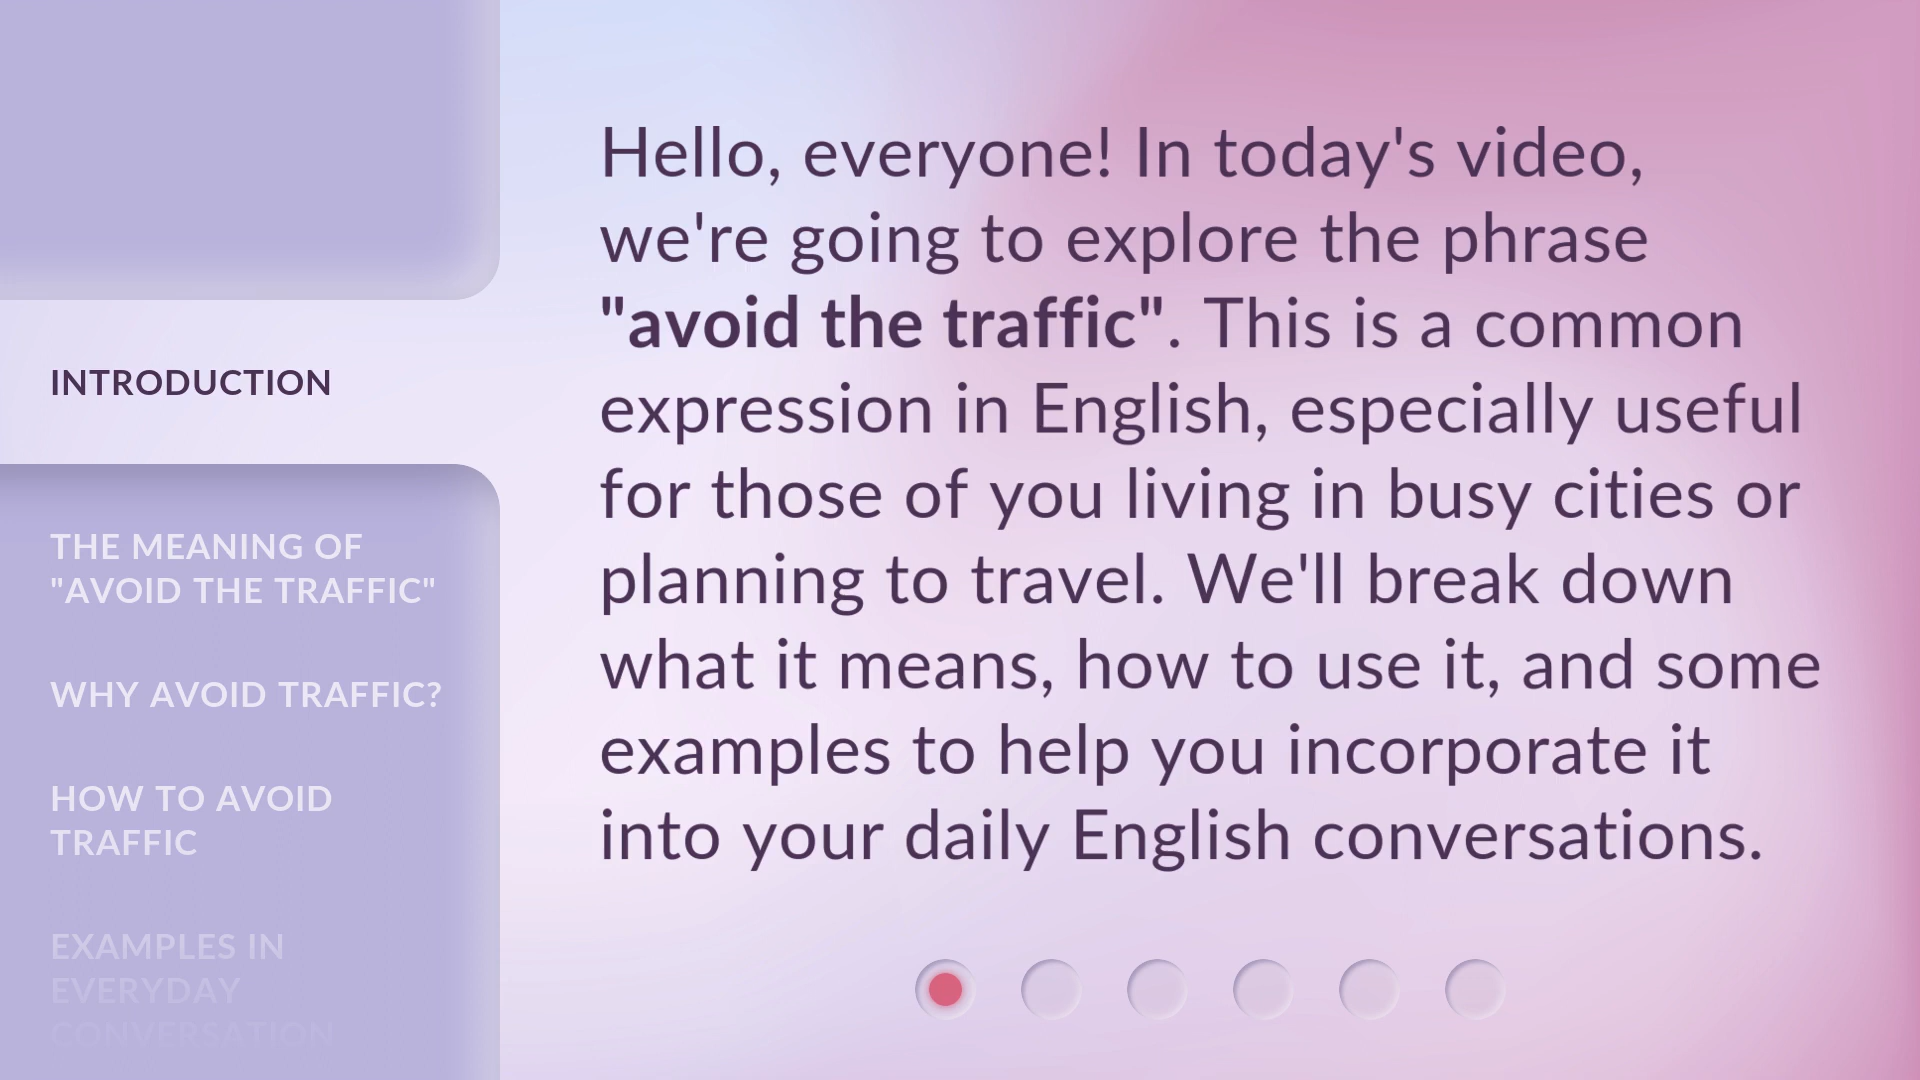 INTRODUCTION
THE MEANING OF
"AVOID THE TRAFFIC"
WHY AVOID TRAFFIC?
HOW TO AVOID
TRAFFIC
EXAMPLES IN
EVERYDAY
CONVERSATION
Hello, everyone! In today's video,
we're going to explore the phrase
"avoid the traffic". This is a common
expression in English, especially useful
for those of you living in busy cities or
planning to travel. We'll break down
what it means, how to use it, and some
examples to help you incorporate it
into your daily English conversations.